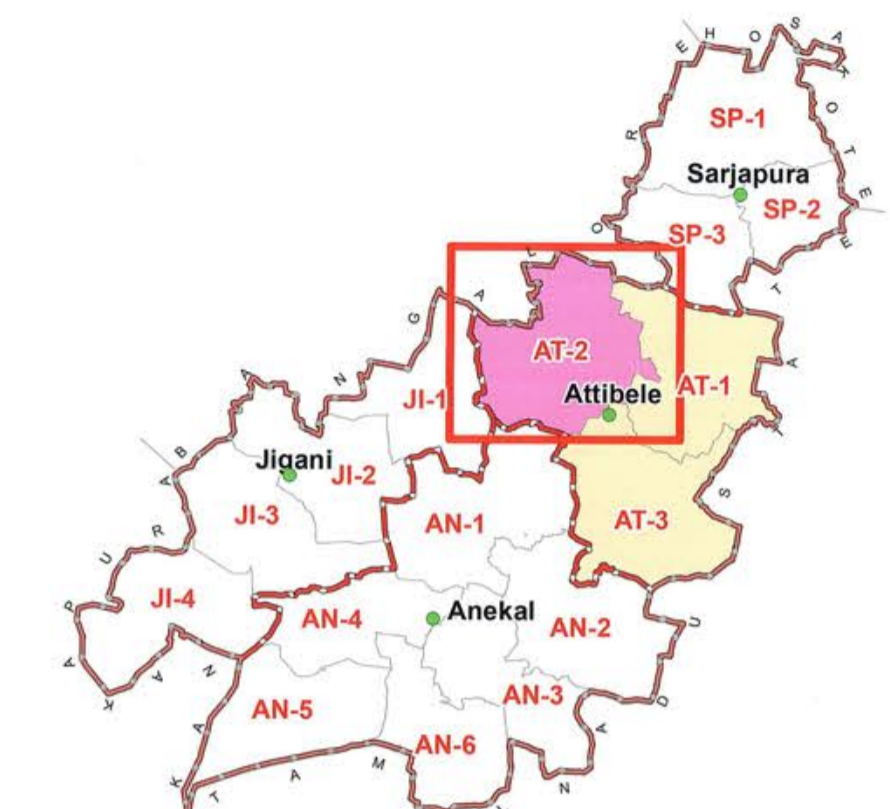 H O S A K O T E
SP-1
Sarjapura
SP-2
SP-3
AT-2
Attibele
AT-1
JI-1
Jigani
JI-2
JI-3
AN-1
AT-3
JI-4
AN-4
Anekal
AN-2
AN-5
AN-3
AN-6
B A N G A L O R E
K A N A K A P U R A
T A M